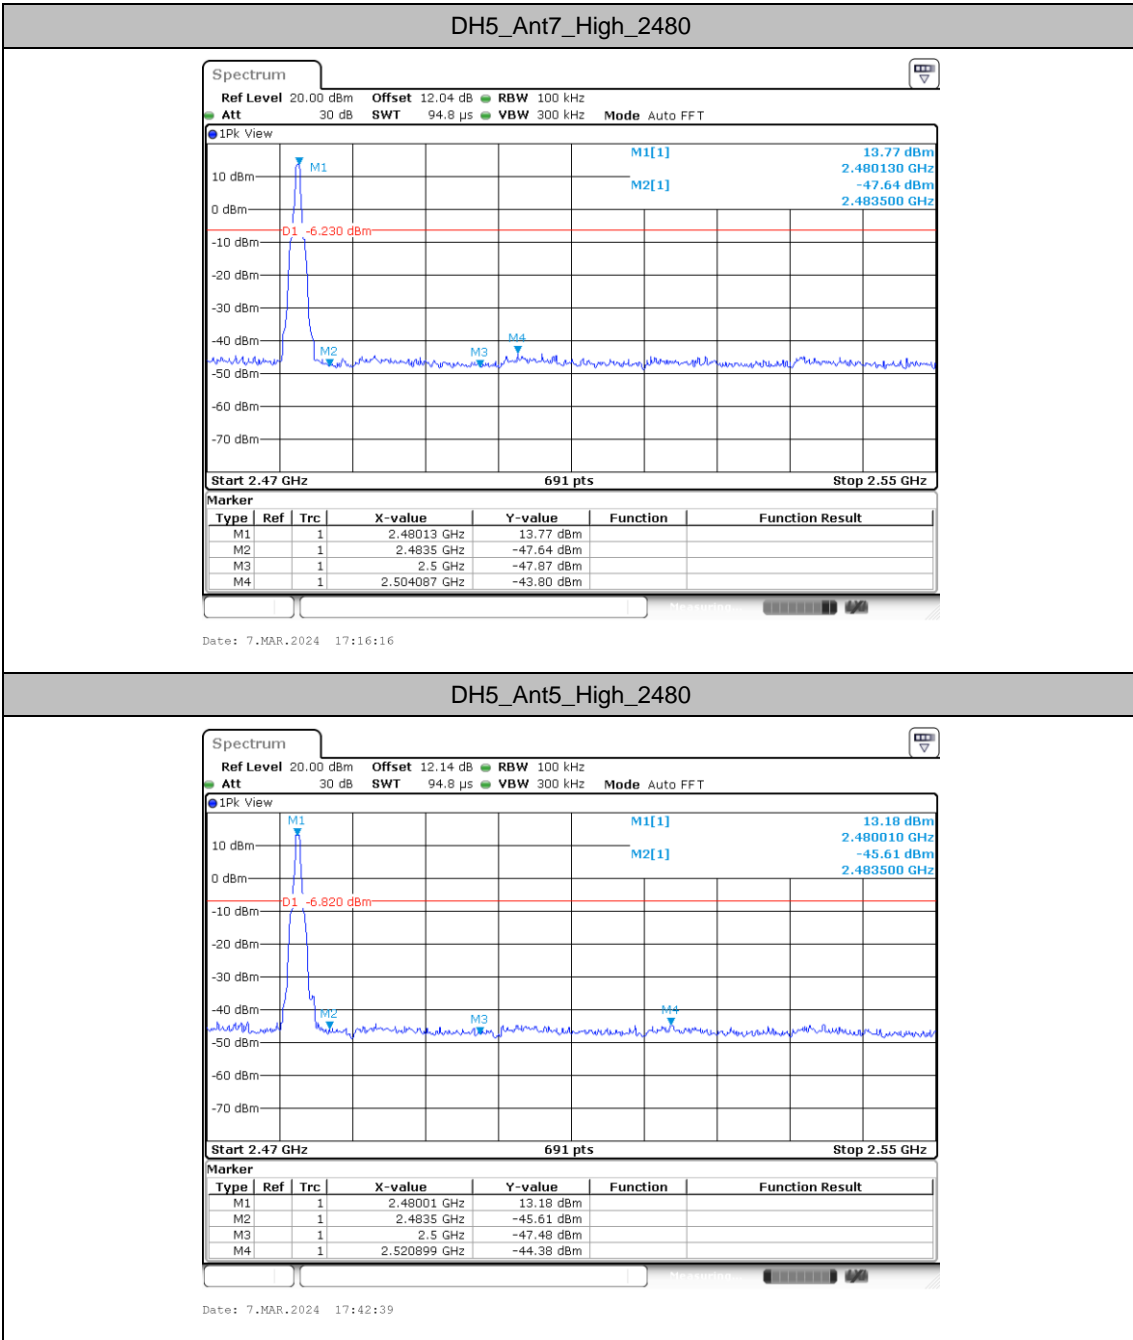 DH5_Ant7_High_2480
Spectrum
Ref Level 20.00 dBm Offset 12.04 dB RBW 100 kHz
Att 30 dB SWT 94.8 µs VBW 300 kHz Mode Auto FFT
1Pk View
M1[1] 13.77 dBm
2.480130 GHz
M2[1] -47.64 dBm
2.483500 GHz
M1
10 dBm
0 dBm
D1 -6.230 dBm
-10 dBm
-20 dBm
-30 dBm
-40 dBm
M2 M3 M4
-50 dBm
-60 dBm
-70 dBm
Start 2.47 GHz 691 pts Stop 2.55 GHz
Marker
Type Ref Trc X-value Y-value Function Function Result
M1 1 2.48013 GHz 13.77 dBm
M2 1 2.4835 GHz -47.64 dBm
M3 1 2.5 GHz -47.87 dBm
M4 1 2.504087 GHz -43.80 dBm
Measuring...
Date: 7.MAR.2024 17:16:16
DH5_Ant5_High_2480
Spectrum
Ref Level 20.00 dBm Offset 12.14 dB RBW 100 kHz
Att 30 dB SWT 94.8 µs VBW 300 kHz Mode Auto FFT
1Pk View
M1 M1[1] 13.18 dBm
2.480010 GHz
10 dBm
M2[1] -45.61 dBm
2.483500 GHz
0 dBm
D1 -6.820 dBm
-10 dBm
-20 dBm
-30 dBm
-40 dBm
M2 M3 M4
-50 dBm
-60 dBm
-70 dBm
Start 2.47 GHz 691 pts Stop 2.55 GHz
Marker
Type Ref Trc X-value Y-value Function Function Result
M1 1 2.48001 GHz 13.18 dBm
M2 1 2.4835 GHz -45.61 dBm
M3 1 2.5 GHz -47.48 dBm
M4 1 2.520899 GHz -44.38 dBm
Measuring...
Date: 7.MAR.2024 17:42:39